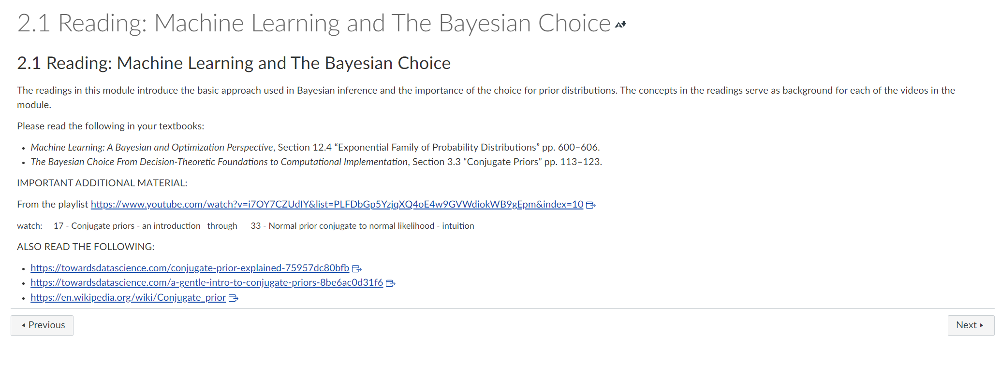 2.1 Reading: Machine Learning and The Bayesian Choice
2.1 Reading: Machine Learning and The Bayesian Choice
The readings in this module introduce the basic approach used in Bayesian inference and the importance of the choice for prior distributions. The concepts in the readings serve as background for each of the videos in the
module.
Please read the following in your textbooks:
• Machine Learning: A Bayesian and Optimization Perspective, Section 12.4 “Exponential Family of Probability Distributions” pp. 600–606.
• The Bayesian Choice From Decision-Theoretic Foundations to Computational Implementation, Section 3.3 “Conjugate Priors” pp. 113–123.
IMPORTANT ADDITIONAL MATERIAL:
From the playlist https://www.youtube.com/watch?v=i7OY7CZUdIY&list=PLFDbGp5YzjqXQ4oE4w9GVWdiokWB9gEpm&index=10
watch: 17 - Conjugate priors - an introduction through 33 - Normal prior conjugate to normal likelihood - intuition
ALSO READ THE FOLLOWING:
• https://towardsdatascience.com/conjugate-prior-explained-75957dc80bfb
• https://towardsdatascience.com/a-gentle-intro-to-conjugate-priors-8be6ac0d31f6
• https://en.wikipedia.org/wiki/Conjugate_prior
Previous
Next